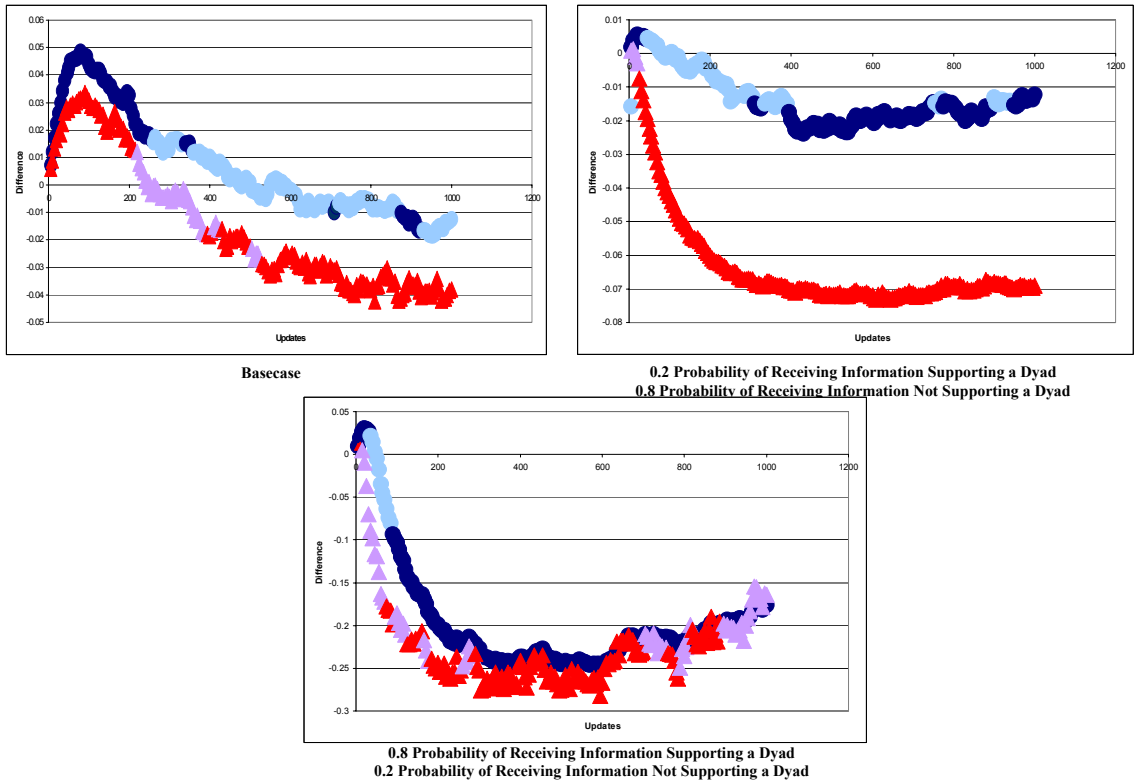 0.06
0.05
0.04
0.03
0.02
0.01
0
-0.01
-0.02
-0.03
-0.04
-0.05
0 200 400 600 800 1000 1200
Difference
Updates
Basecase
0.01
0
-0.01
-0.02
-0.03
-0.04
-0.05
-0.06
-0.07
-0.08
0 200 400 600 800 1000 1200
Difference
Updates
0.2 Probability of Receiving Information Supporting a Dyad
0.8 Probability of Receiving Information Not Supporting a Dyad
0.05
0
-0.05
-0.1
-0.15
-0.2
-0.25
-0.3
0 200 400 600 800 1000 1200
Difference
Updates
0.8 Probability of Receiving Information Supporting a Dyad
0.2 Probability of Receiving Information Not Supporting a Dyad